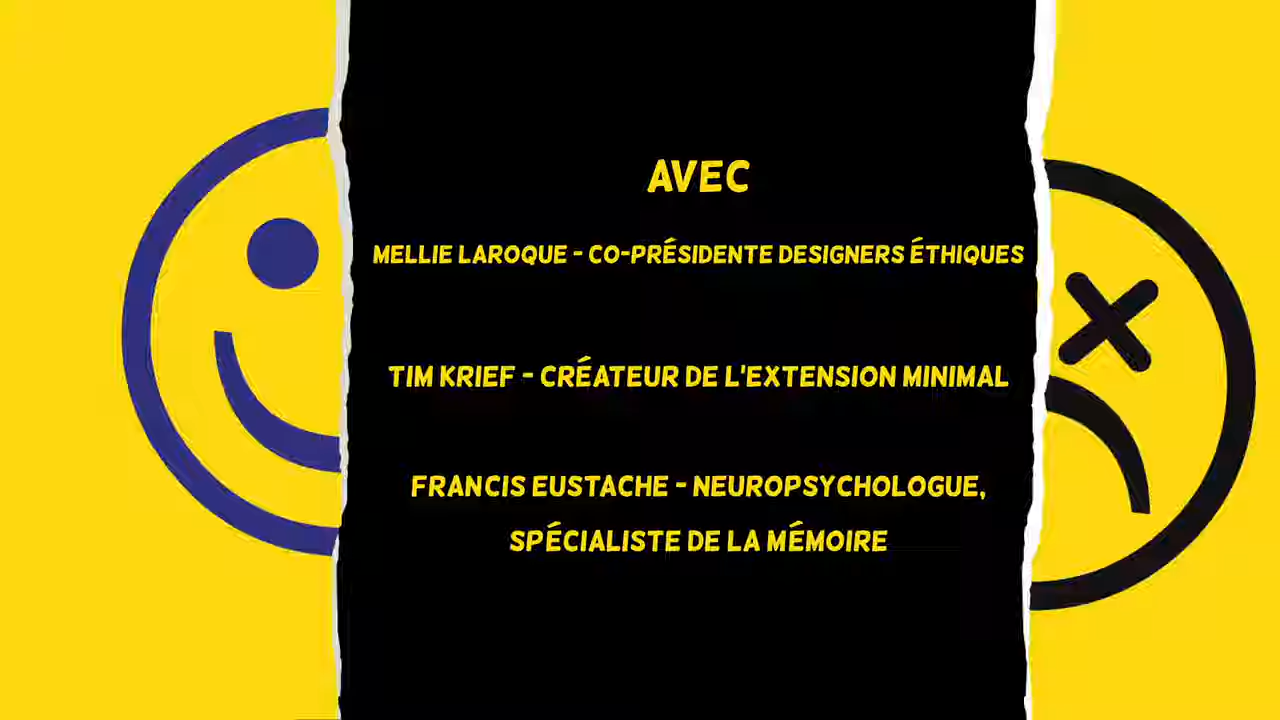 AVEC
MELLIE LAROQUE - CO-PRÉSIDENTE DESIGNERS ÉTHIQUES
TIM KRIEF - CRÉATEUR DE L'EXTENSION MINIMAL
FRANCIS EUSTACHE - NEUROPSYCHOLOGUE,
SPÉCIALISTE DE LA MÉMOIRE